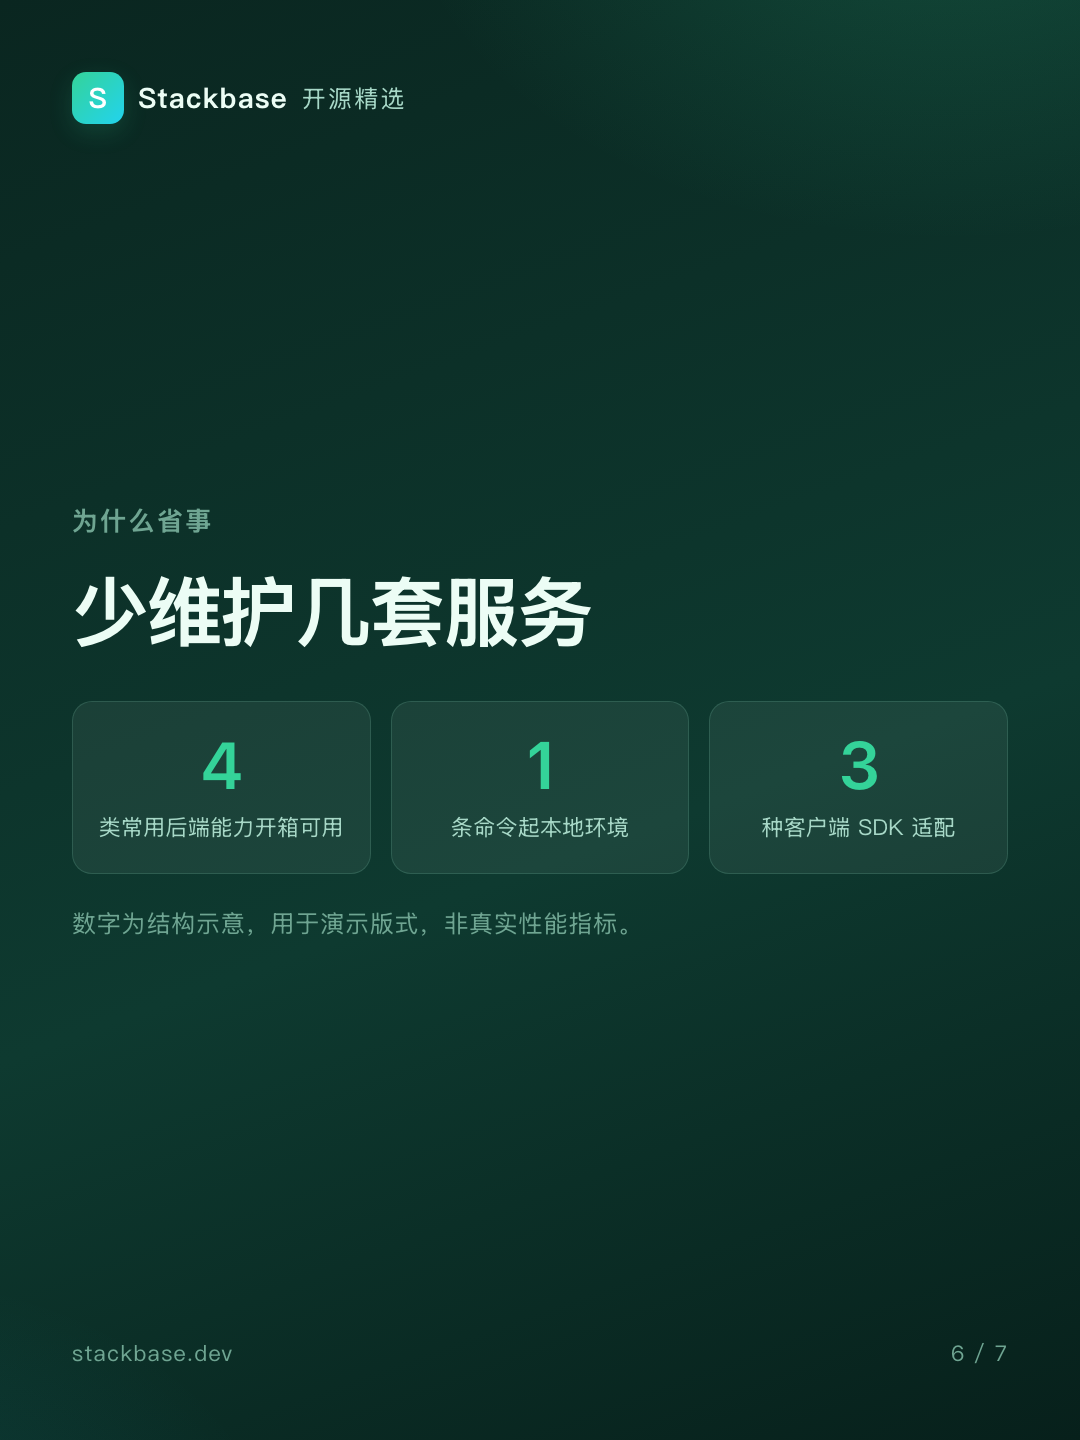 S
Stackbase 开源精选
为什么省事
少维护几套服务
4
类常用后端能力开箱可用
1
条命令起本地环境
3
种客户端 SDK 适配
数字为结构示意，用于演示版式，非真实性能指标。
stackbase.dev
6 / 7